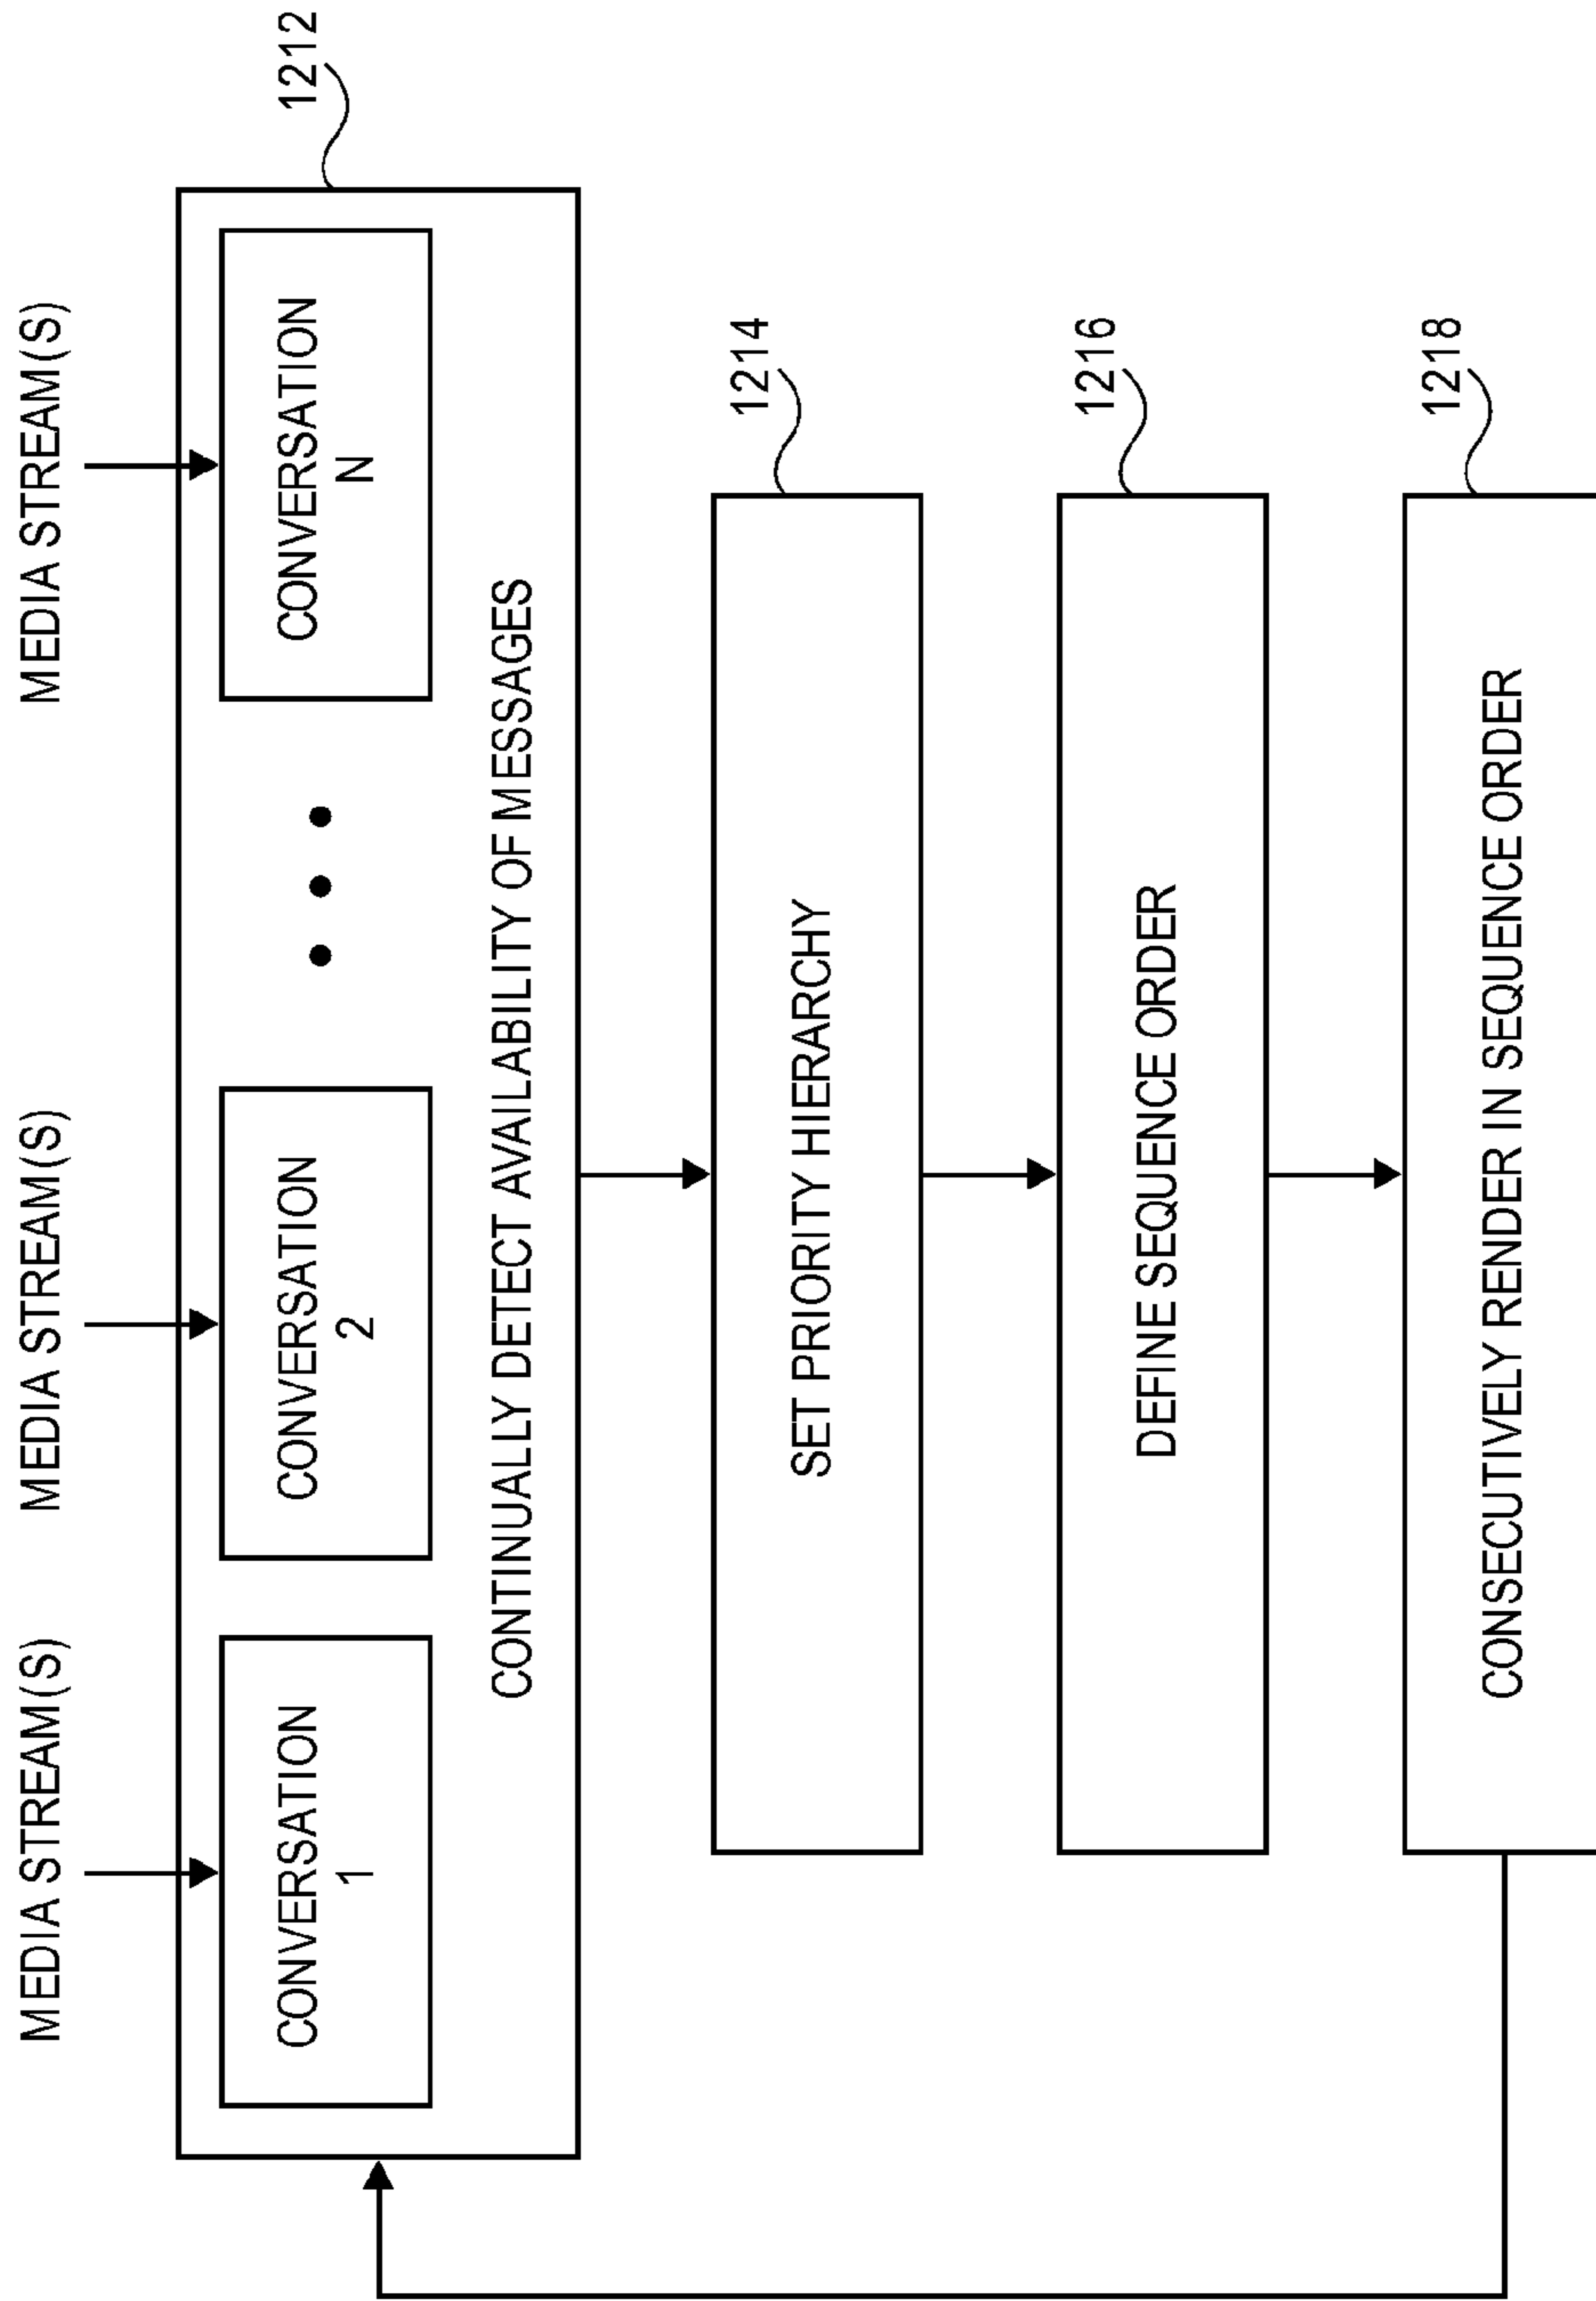 MEDIA STREAM(S)
MEDIA STREAM(S)
MEDIA STREAM(S)
1212
CONVERSATION
1
CONVERSATION
2
CONVERSATION
N
CONTINUALLY DETECT AVAILABILITY OF MESSAGES
1214
SET PRIORITY HIERARCHY
1216
DEFINE SEQUENCE ORDER
1218
CONSECUTIVELY RENDER IN SEQUENCE ORDER